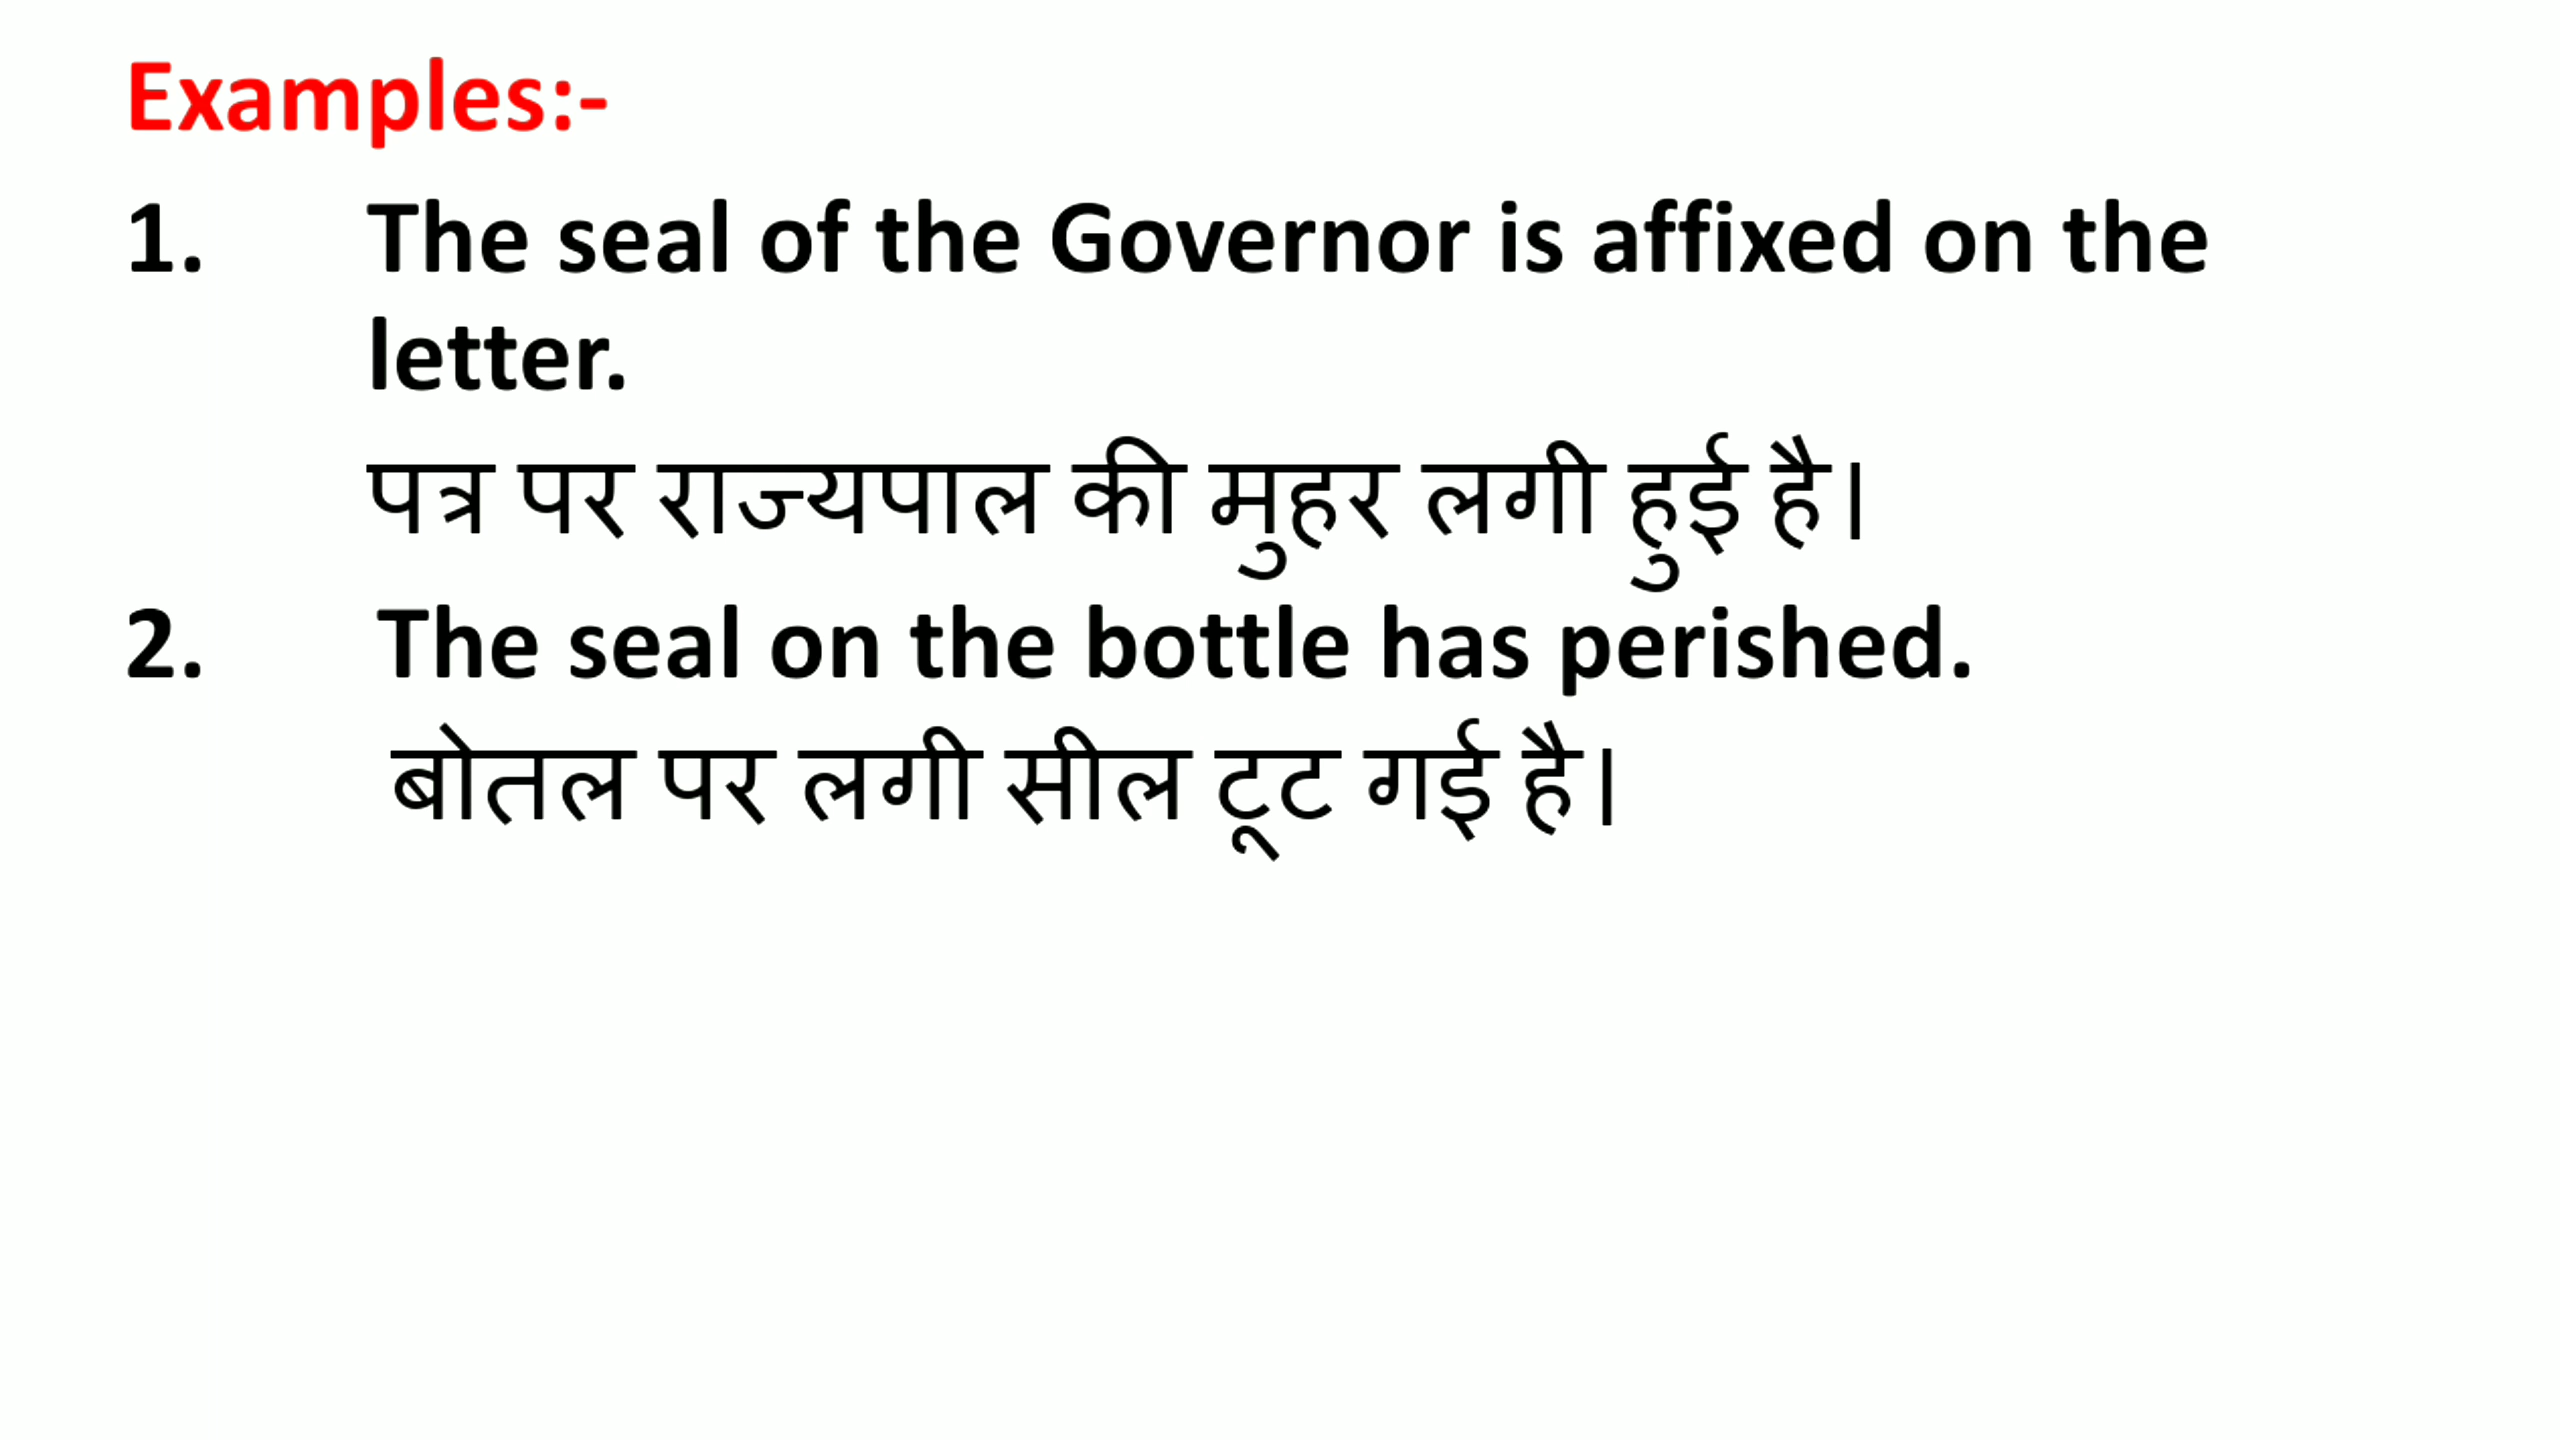 Examples:-
1. The seal of the Governor is affixed on the
letter.
पत्र पर राज्यपाल की मुहर लगी हुई है।
2. The seal on the bottle has perished.
बोतल पर लगी सील टूट गई है।